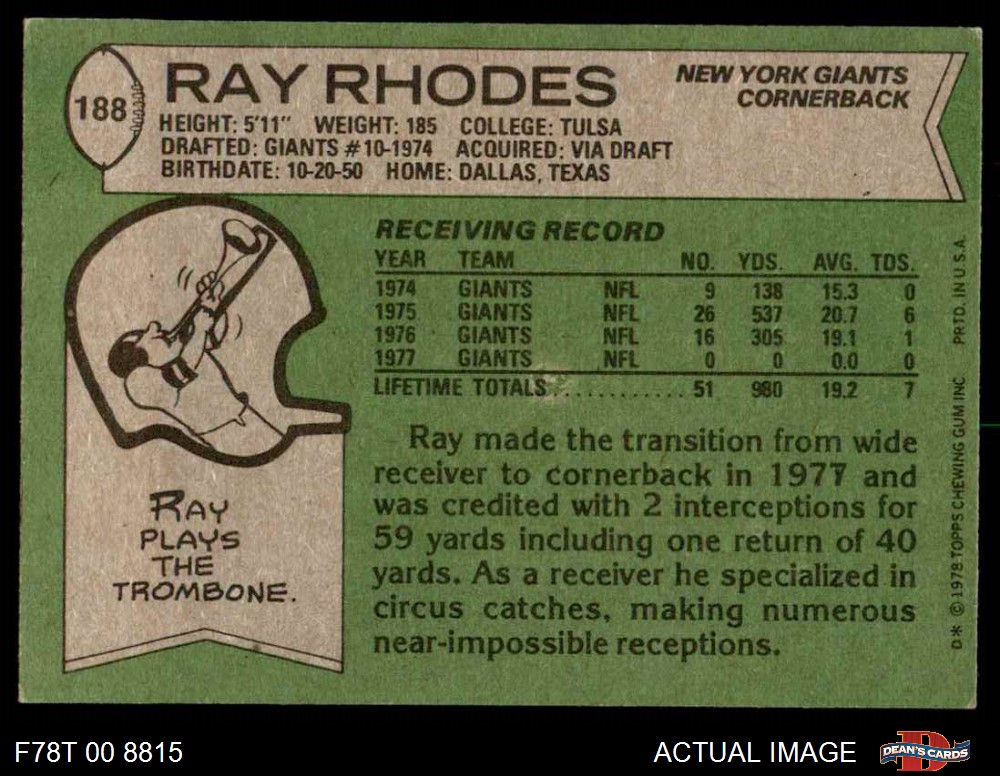 188
RAY RHODES
NEW YORK GIANTS
CORNERBACK
HEIGHT: 5'11" WEIGHT: 185 COLLEGE: TULSA
DRAFTED: GIANTS #10-1974 ACQUIRED: VIA DRAFT
BIRTHDATE: 10-20-50 HOME: DALLAS, TEXAS
RECEIVING RECORD
YEAR TEAM NO. YDS. AVG. TDS.
1974 GIANTS NFL 9 138 15.3 0
1975 GIANTS NFL 26 537 20.7 6
1976 GIANTS NFL 16 305 19.1 1
1977 GIANTS NFL 0 0 0.0 0
LIFETIME TOTALS............ 51 980 19.2 7
Ray made the transition from wide
receiver to cornerback in 1977 and
was credited with 2 interceptions for
59 yards including one return of 40
yards. As a receiver he specialized in
circus catches, making numerous
near-impossible receptions.
RAY
PLAYS
THE
TROMBONE.
D* © 1978 TOPPS CHEWING GUM INC PRTD. IN U.S.A.
F78T 00 8815
ACTUAL IMAGE
D
DEAN'S CARDS